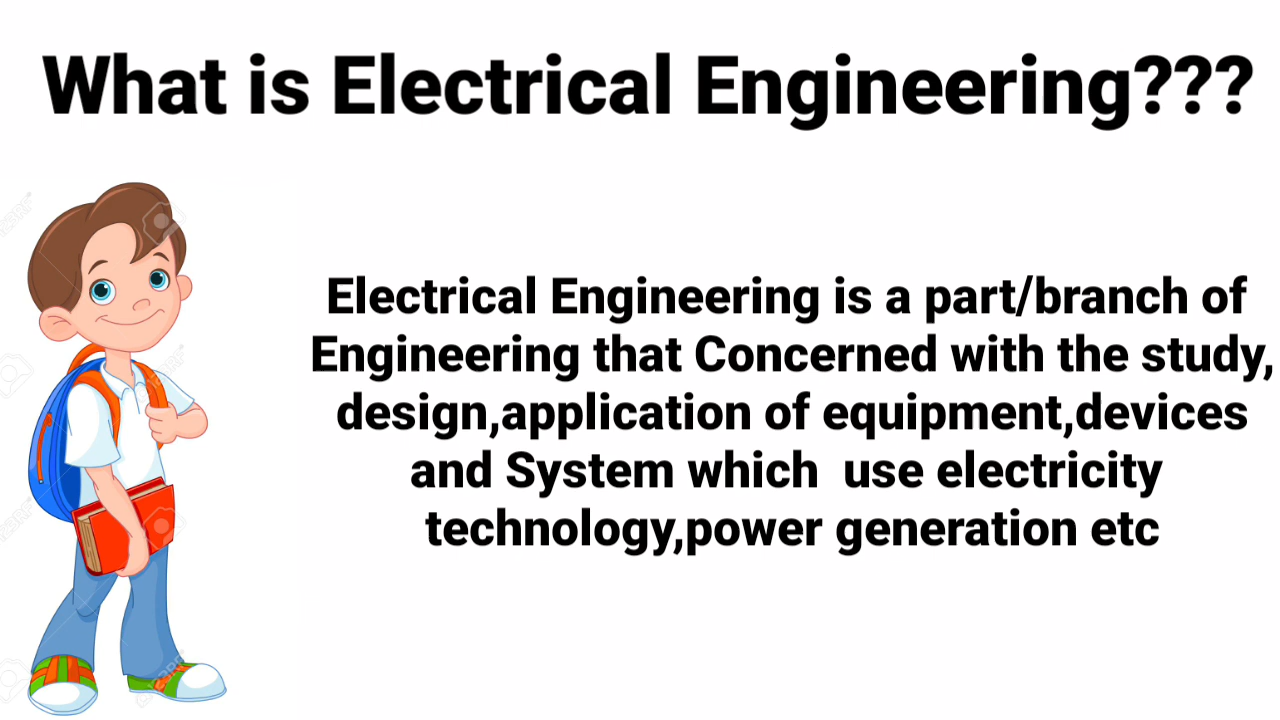 What is Electrical Engineering???
Electrical Engineering is a part/branch of
Engineering that Concerned with the study,
design,application of equipment,devices
and System which  use electricity
technology,power generation etc